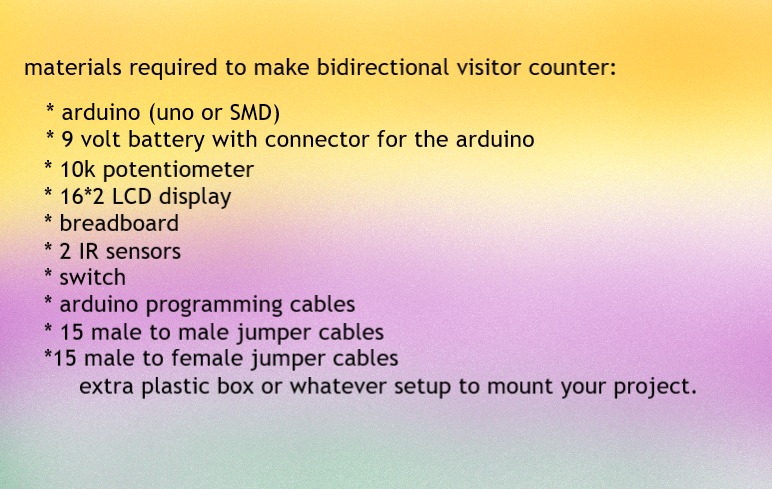 materials required to make bidirectional visitor counter:
* arduino (uno or SMD)
* 9 volt battery with connector for the arduino
* 10k potentiometer
* 16*2 LCD display
* breadboard
* 2 IR sensors
* switch
* arduino programming cables
* 15 male to male jumper cables
*15 male to female jumper cables
extra plastic box or whatever setup to mount your project.